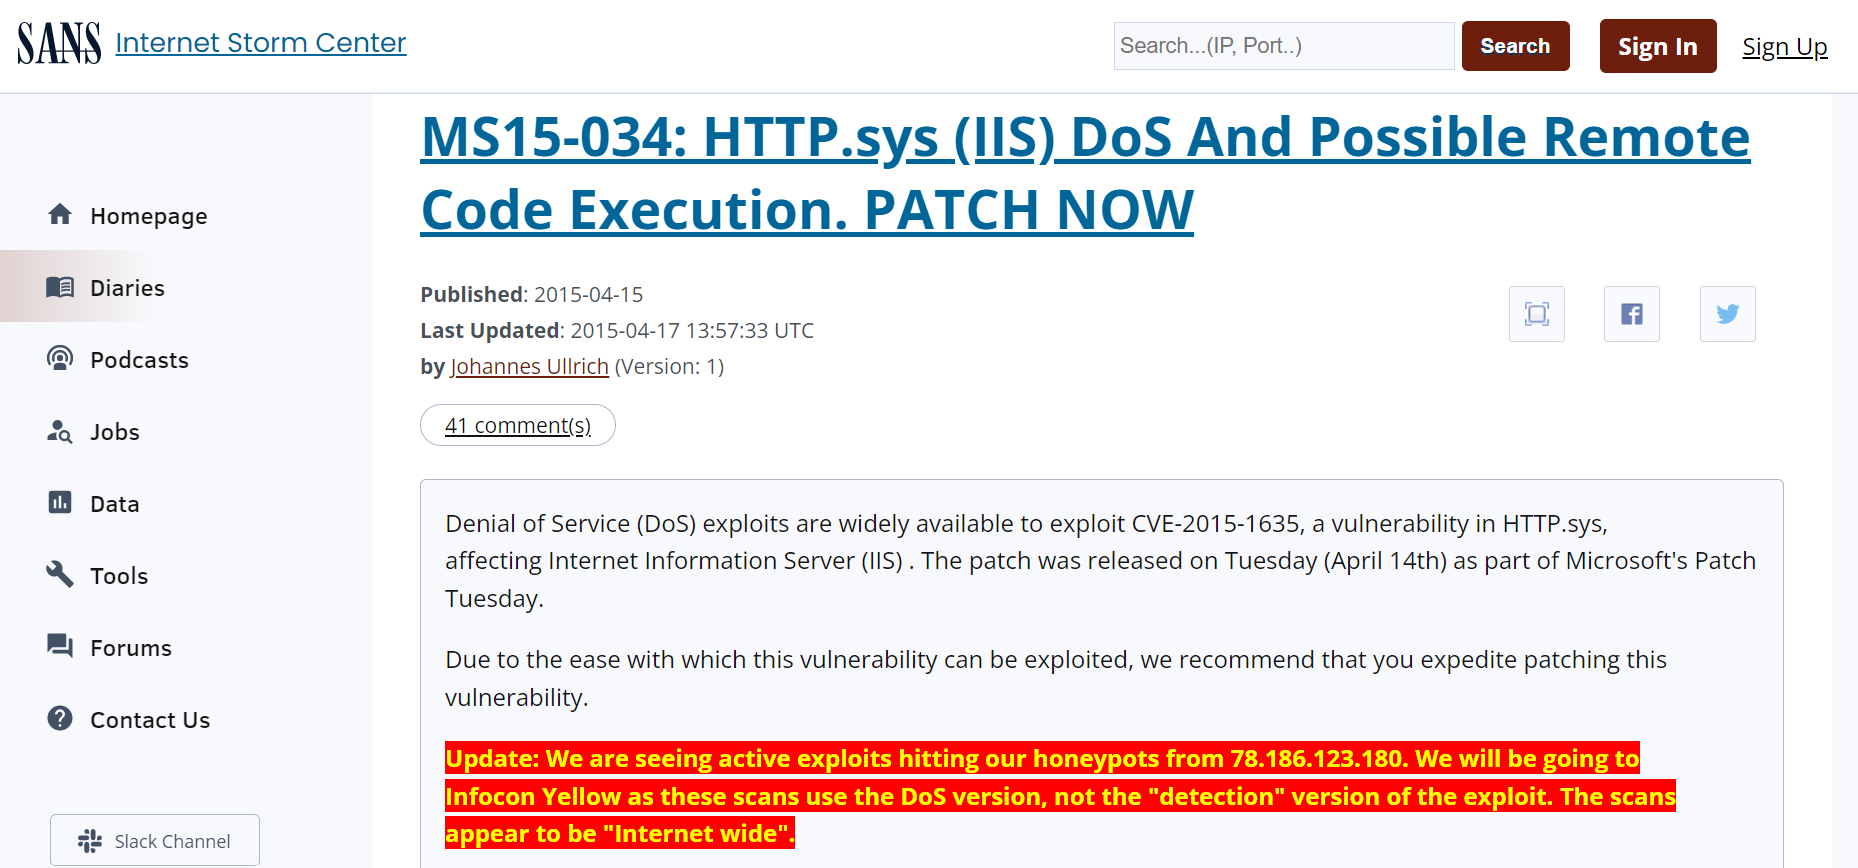 SANS Internet Storm Center
Search...(IP, Port..)
Search
Sign In
Sign Up
Homepage
Diaries
Podcasts
Jobs
Data
Tools
Forums
Contact Us
Slack Channel
MS15-034: HTTP.sys (IIS) DoS And Possible Remote
Code Execution. PATCH NOW
Published: 2015-04-15
Last Updated: 2015-04-17 13:57:33 UTC
by Johannes Ullrich (Version: 1)
41 comment(s)
Denial of Service (DoS) exploits are widely available to exploit CVE-2015-1635, a vulnerability in HTTP.sys,
affecting Internet Information Server (IIS) . The patch was released on Tuesday (April 14th) as part of Microsoft's Patch
Tuesday.
Due to the ease with which this vulnerability can be exploited, we recommend that you expedite patching this
vulnerability.
Update: We are seeing active exploits hitting our honeypots from 78.186.123.180. We will be going to
Infocon Yellow as these scans use the DoS version, not the "detection" version of the exploit. The scans
appear to be "Internet wide".